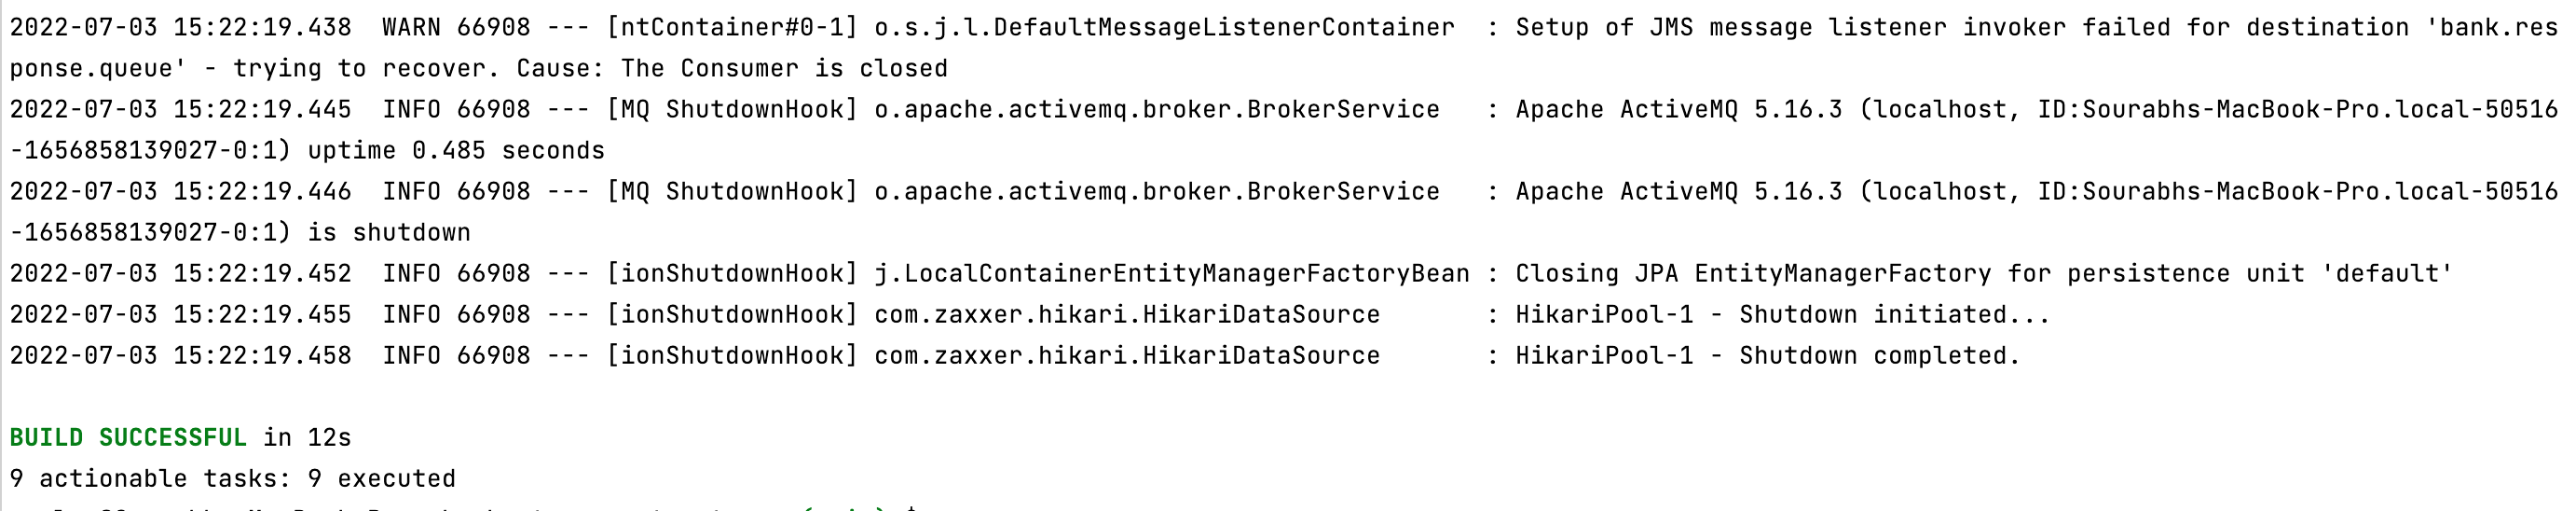 2022-07-03 15:22:19.438  WARN 66908 --- [ntContainer#0-1] o.s.j.l.DefaultMessageListenerContainer  : Setup of JMS message listener invoker failed for destination 'bank.res
ponse.queue' - trying to recover. Cause: The Consumer is closed
2022-07-03 15:22:19.445  INFO 66908 --- [MQ ShutdownHook] o.apache.activemq.broker.BrokerService   : Apache ActiveMQ 5.16.3 (localhost, ID:Sourabhs-MacBook-Pro.local-50516
-1656858139027-0:1) uptime 0.485 seconds
2022-07-03 15:22:19.446  INFO 66908 --- [MQ ShutdownHook] o.apache.activemq.broker.BrokerService   : Apache ActiveMQ 5.16.3 (localhost, ID:Sourabhs-MacBook-Pro.local-50516
-1656858139027-0:1) is shutdown
2022-07-03 15:22:19.452  INFO 66908 --- [ionShutdownHook] j.LocalContainerEntityManagerFactoryBean : Closing JPA EntityManagerFactory for persistence unit 'default'
2022-07-03 15:22:19.455  INFO 66908 --- [ionShutdownHook] com.zaxxer.hikari.HikariDataSource       : HikariPool-1 - Shutdown initiated...
2022-07-03 15:22:19.458  INFO 66908 --- [ionShutdownHook] com.zaxxer.hikari.HikariDataSource       : HikariPool-1 - Shutdown completed.
BUILD SUCCESSFUL in 12s
9 actionable tasks: 9 executed